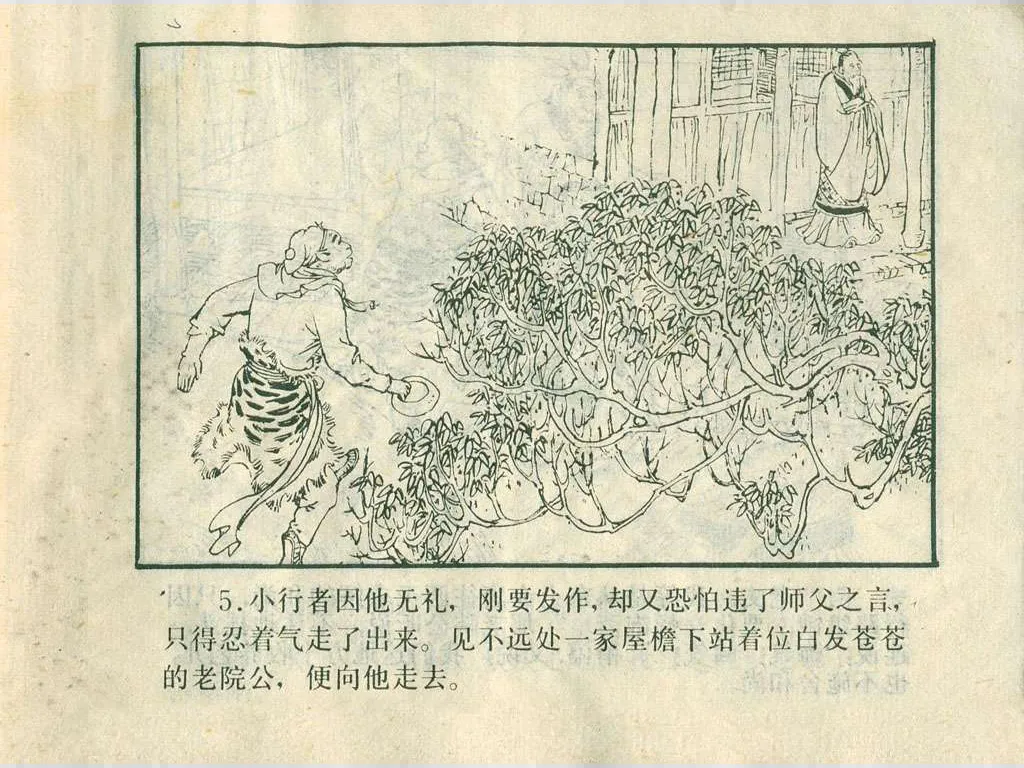 5.小行者因他无礼，刚要发作，却又恐怕违了师父之言，
只得忍着气走了出来。见不远处一家屋檐下站着位白发苍苍
的老院公，便向他走去。